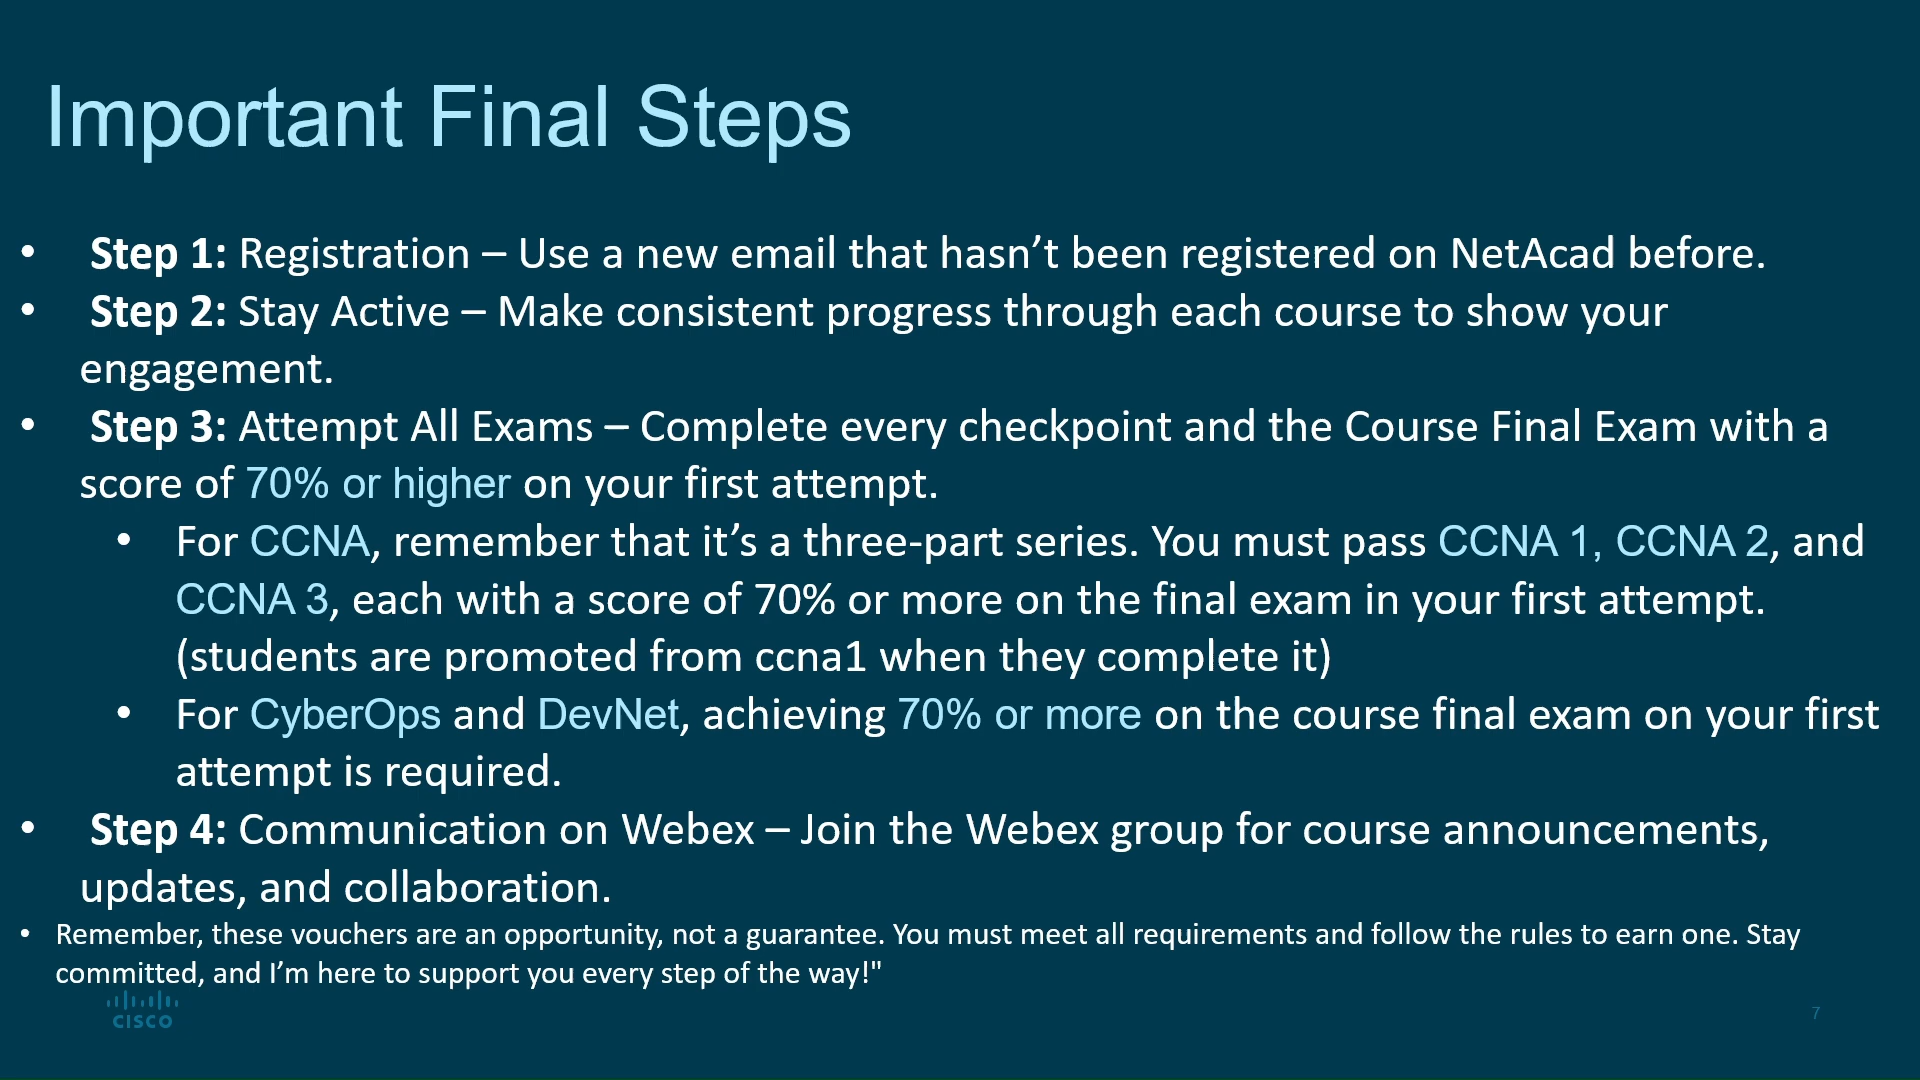 Important Final Steps
• Step 1: Registration – Use a new email that hasn’t been registered on NetAcad before.
• Step 2: Stay Active – Make consistent progress through each course to show your
engagement.
• Step 3: Attempt All Exams – Complete every checkpoint and the Course Final Exam with a
score of 70% or higher on your first attempt.
• For CCNA, remember that it’s a three-part series. You must pass CCNA 1, CCNA 2, and
CCNA 3, each with a score of 70% or more on the final exam in your first attempt.
(students are promoted from ccna1 when they complete it)
• For CyberOps and DevNet, achieving 70% or more on the course final exam on your first
attempt is required.
• Step 4: Communication on Webex – Join the Webex group for course announcements,
updates, and collaboration.
• Remember, these vouchers are an opportunity, not a guarantee. You must meet all requirements and follow the rules to earn one. Stay
committed, and I’m here to support you every step of the way!"
CISCO
7